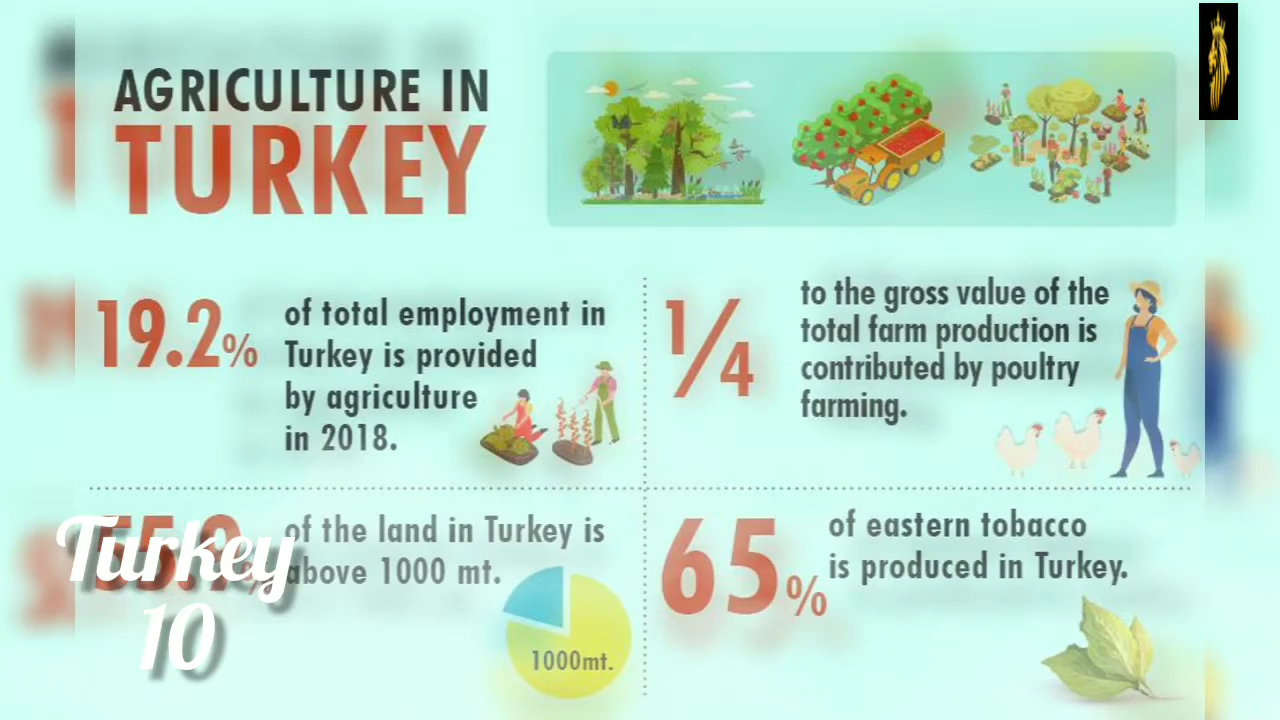 AGRICULTURE IN
TURKEY
19.2%
of total employment in
Turkey is provided
by agriculture
in 2018.
1/4
to the gross value of the
total farm production is
contributed by poultry
farming.
of the land in Turkey is
above 1000 mt.
1000mt.
65%
of eastern tobacco
is produced in Turkey.
Turkey
10